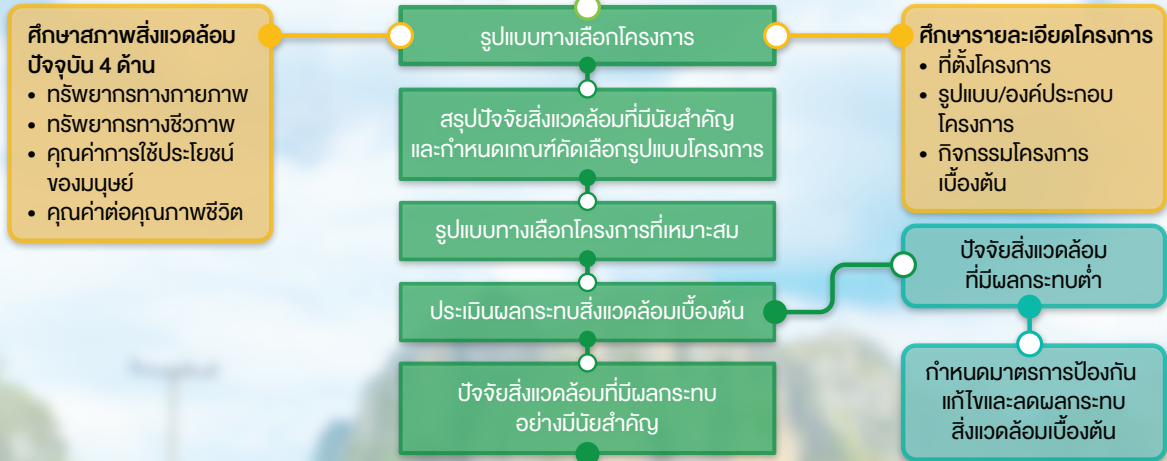 ศึกษาสภาพสิ่งแวดล้อม
ปัจจุบัน 4 ด้าน
• ทรัพยากรทางกายภาพ
• ทรัพยากรทางชีวภาพ
• คุณค่าการใช้ประโยชน์
ของมนุษย์
• คุณค่าต่อคุณภาพชีวิต
รูปแบบทางเลือกโครงการ
ศึกษารายละเอียดโครงการ
• ที่ตั้งโครงการ
• รูปแบบ/องค์ประกอบ
โครงการ
• กิจกรรมโครงการ
เบื้องต้น
สรุปปัจจัยสิ่งแวดล้อมที่มีนัยสำคัญ
และกำหนดเกณฑ์คัดเลือกรูปแบบโครงการ
รูปแบบทางเลือกโครงการที่เหมาะสม
ประเมินผลกระทบสิ่งแวดล้อมเบื้องต้น
ปัจจัยสิ่งแวดล้อม
ที่มีผลกระทบต่ำ
กำหนดมาตรการป้องกัน
แก้ไขและลดผลกระทบ
สิ่งแวดล้อมเบื้องต้น
ปัจจัยสิ่งแวดล้อมที่มีผลกระทบ
อย่างมีนัยสำคัญ